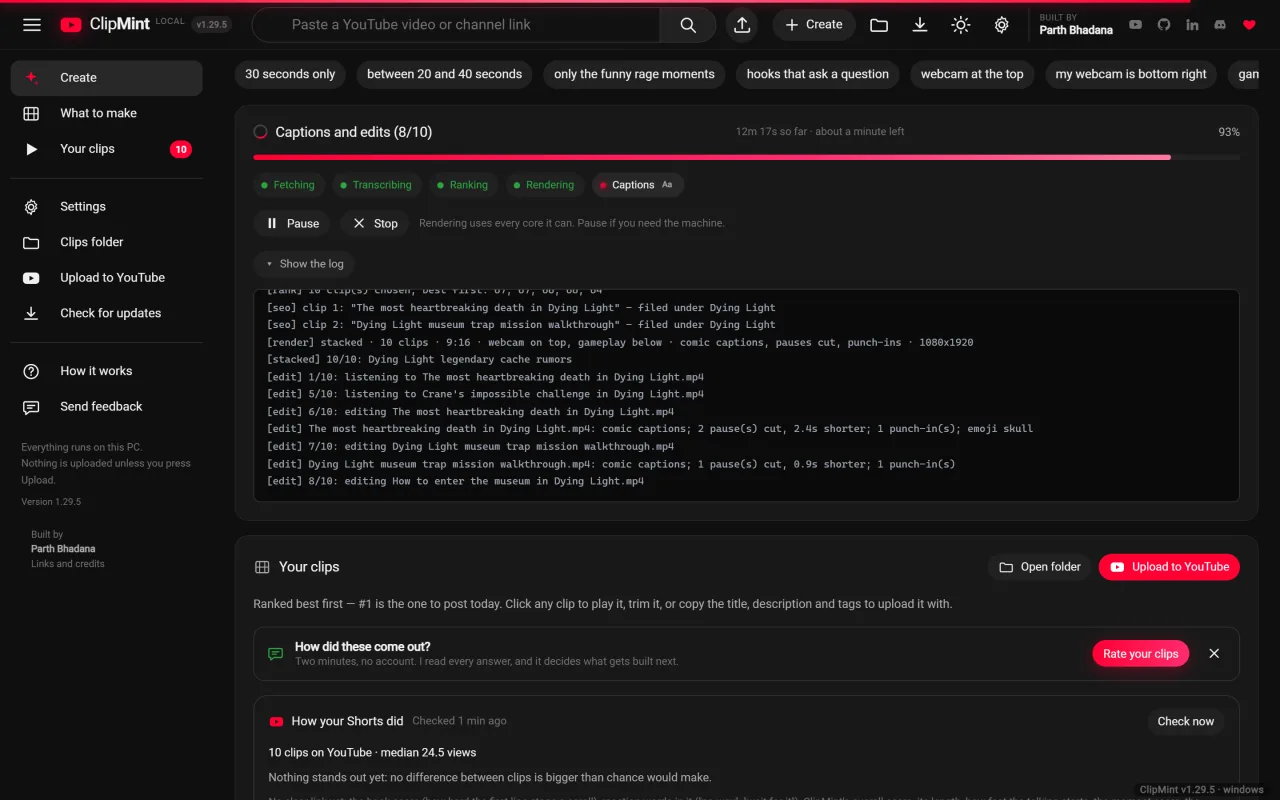 ClipMint LOCAL v1.29.5
Paste a YouTube video or channel link
Create
BUILT BY
Parth Bhadana
Create
What to make
Your clips 10
Settings
Clips folder
Upload to YouTube
Check for updates
How it works
Send feedback
Everything runs on this PC.
Nothing is uploaded unless you press
Upload.
Version 1.29.5
Built by
Parth Bhadana
Links and credits
30 seconds only
between 20 and 40 seconds
only the funny rage moments
hooks that ask a question
webcam at the top
my webcam is bottom right
Captions and edits (8/10)
12m 17s so far · about a minute left
93%
Fetching
Transcribing
Ranking
Rendering
Captions Aa
Pause
Stop
Rendering uses every core it can. Pause if you need the machine.
Show the log
[rank] 10 clip(s) chosen, best first: 67, 67, 66, 66, 64
[seo] clip 1: "The most heartbreaking death in Dying Light" — filed under Dying Light
[seo] clip 2: "Dying Light museum trap mission walkthrough" — filed under Dying Light
[render] stacked · 10 clips · 9:16 · webcam on top, gameplay below · comic captions, pauses cut, punch-ins · 1080x1920
[stacked] 10/10: Dying Light legendary cache rumors
[edit] 1/10: listening to The most heartbreaking death in Dying Light.mp4
[edit] 5/10: listening to Crane's impossible challenge in Dying Light.mp4
[edit] 6/10: editing The most heartbreaking death in Dying Light.mp4
[edit] The most heartbreaking death in Dying Light.mp4: comic captions; 2 pause(s) cut, 2.4s shorter; 1 punch-in(s); emoji skull
[edit] 7/10: editing Dying Light museum trap mission walkthrough.mp4
[edit] Dying Light museum trap mission walkthrough.mp4: comic captions; 1 pause(s) cut, 0.9s shorter; 1 punch-in(s)
[edit] 8/10: editing How to enter the museum in Dying Light.mp4
Your clips
Open folder
Upload to YouTube
Ranked best first — #1 is the one to post today. Click any clip to play it, trim it, or copy the title, description and tags to upload it with.
How did these come out?
Two minutes, no account. I read every answer, and it decides what gets built next.
Rate your clips
How your Shorts did Checked 1 min ago
Check now
10 clips on YouTube · median 24.5 views
Nothing stands out yet: no difference between clips is bigger than chance would make.
ClipMint v1.29.5 · windows